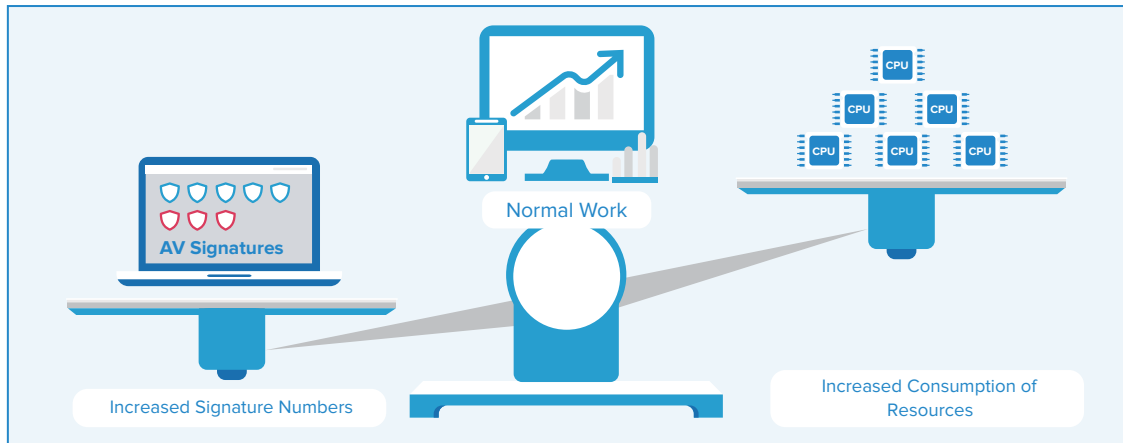 CPU
CPU CPU
CPU CPU CPU
Normal Work
AV Signatures
Increased Signature Numbers
Increased Consumption of
Resources